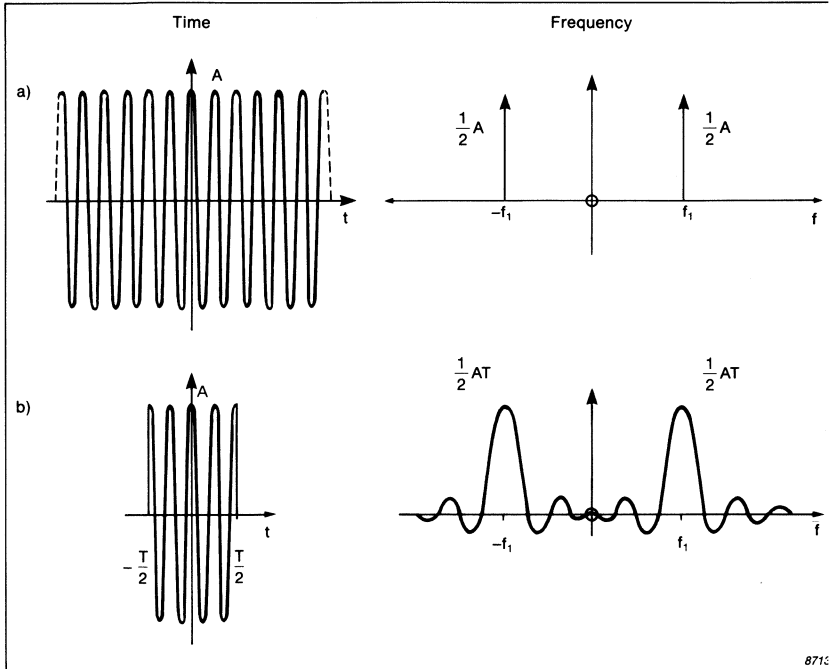 Time Frequency
a)
A
1/2 A
1/2 A
t
–f₁
f₁
f
b)
A
1/2 AT
1/2 AT
t
–T/2
T/2
–f₁
f₁
f